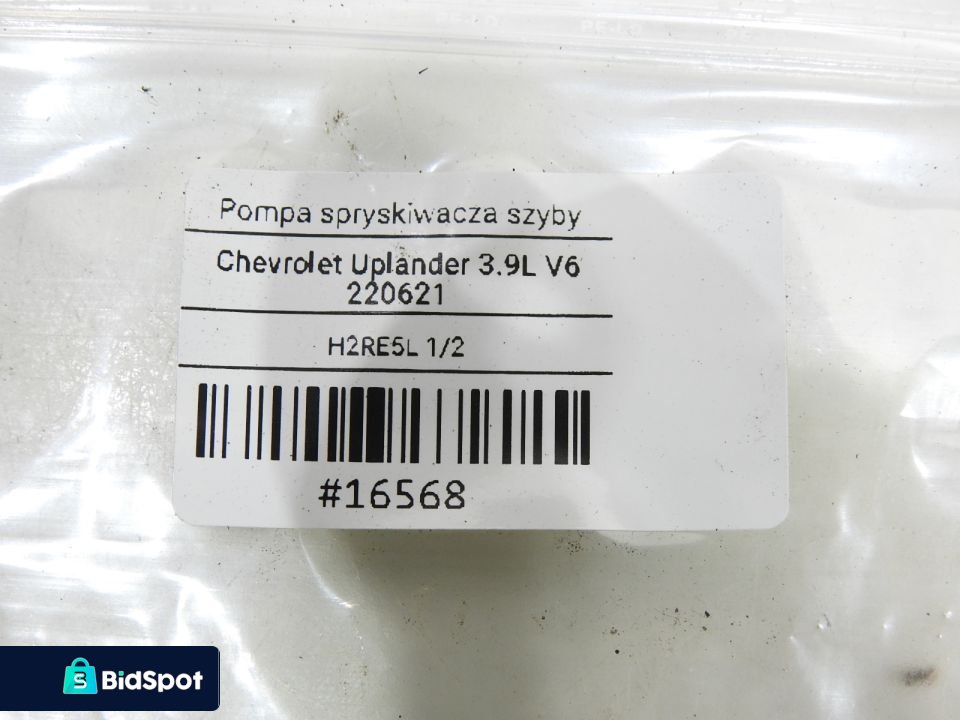 Pompa spryskiwacza szyby
Chevrolet Uplander 3.9L V6
220621
H2RE5L 1/2
#16568
BidSpot